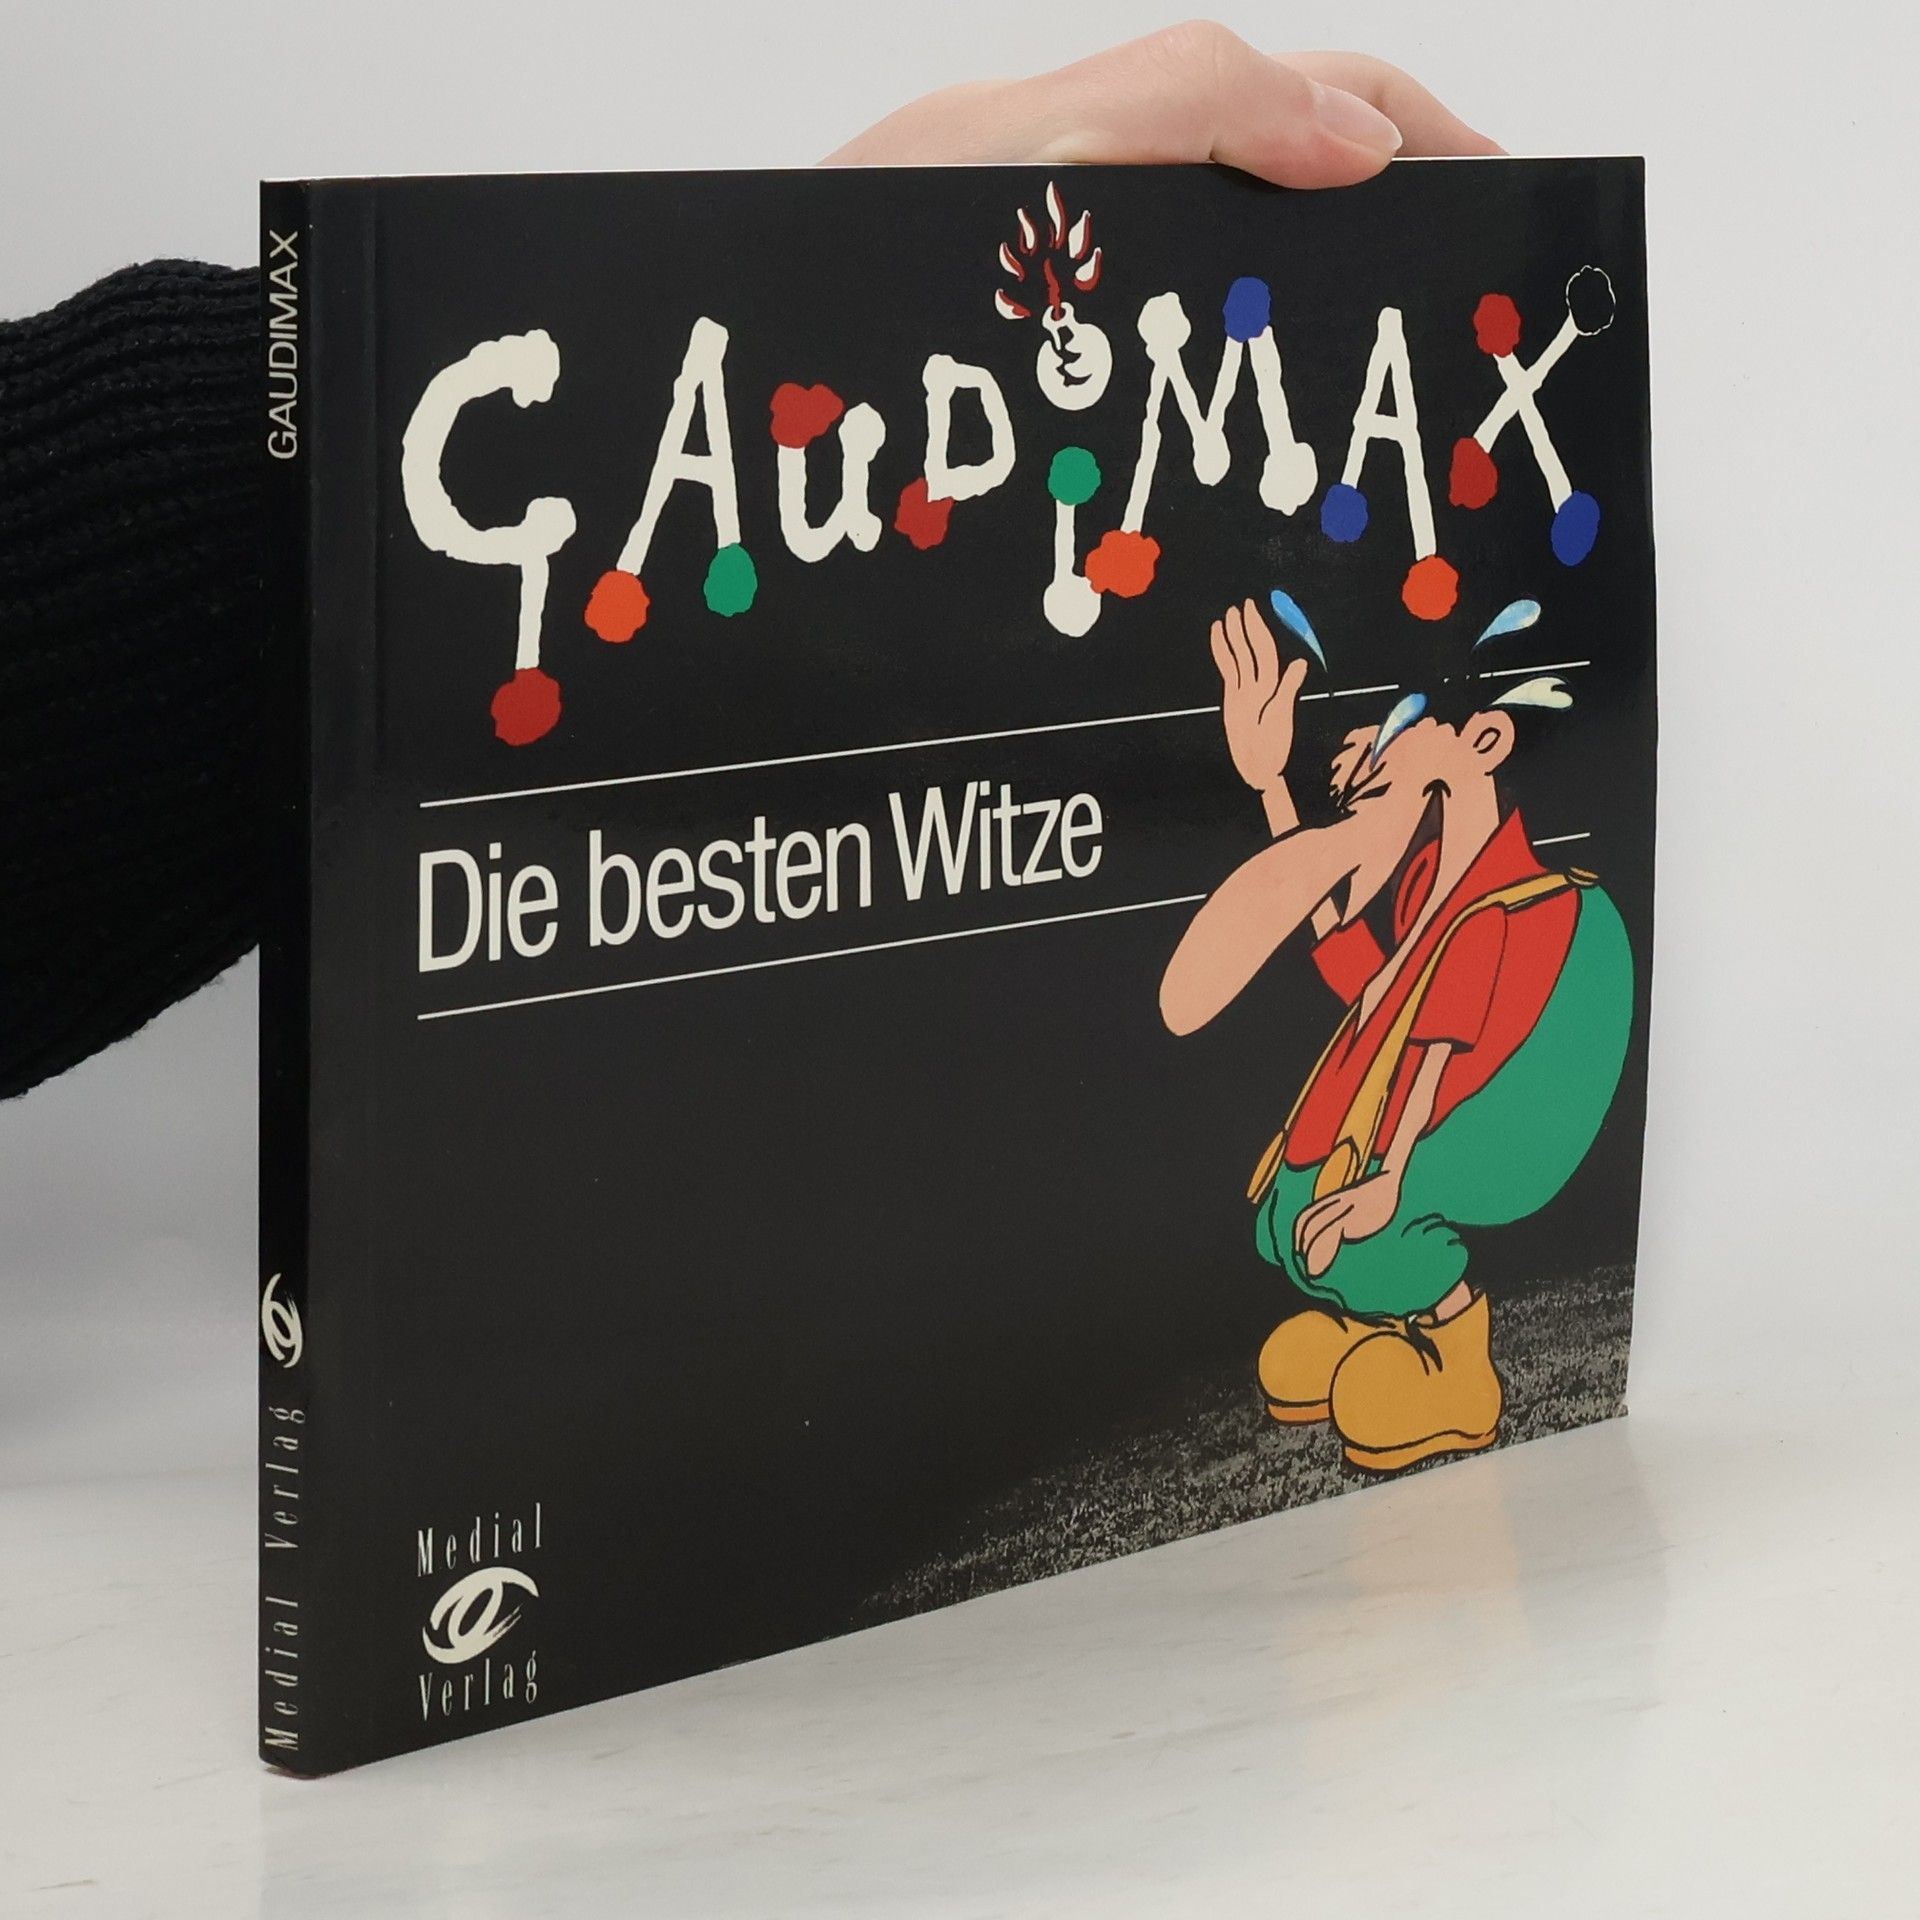 GAUDIMAX
Die besten Witze
Medial
Verlag
GAUDIMAX
Medial Verlag